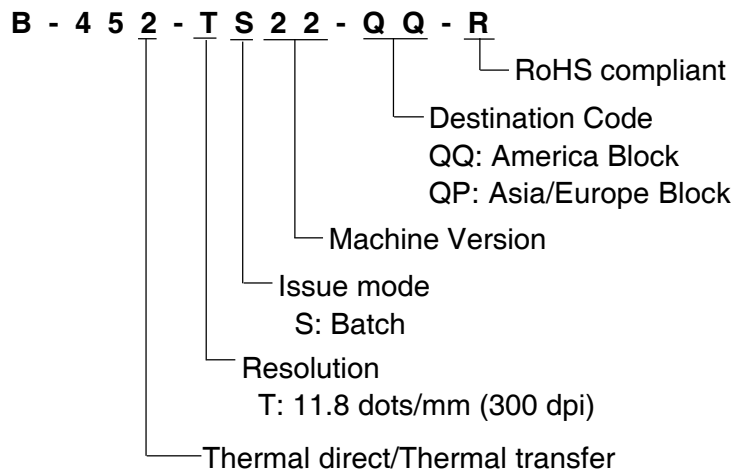 B - 4 5 2 - T S 2 2 - Q Q - R
RoHS compliant
Destination Code
QQ: America Block
QP: Asia/Europe Block
Machine Version
Issue mode
S: Batch
Resolution
T: 11.8 dots/mm (300 dpi)
Thermal direct/Thermal transfer